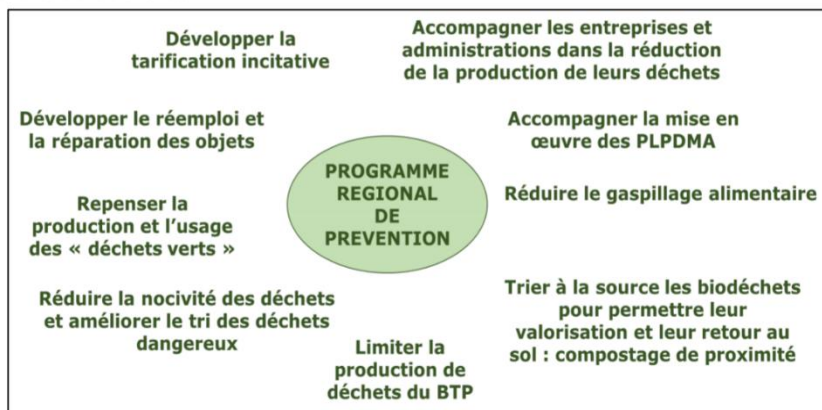 Développer la
tarification incitative
Accompagner les entreprises et
administrations dans la réduction
de la production de leurs déchets
Développer le réemploi et
la réparation des objets
Accompagner la mise en
œuvre des PLPDMA
PROGRAMME
REGIONAL
DE
PREVENTION
Réduire le gaspillage alimentaire
Repenser la
production et l’usage
des « déchets verts »
Réduire la nocivité des déchets
et améliorer le tri des déchets
dangereux
Limiter la
production de
déchets du BTP
Trier à la source les biodéchets
pour permettre leur
valorisation et leur retour au
sol : compostage de proximité